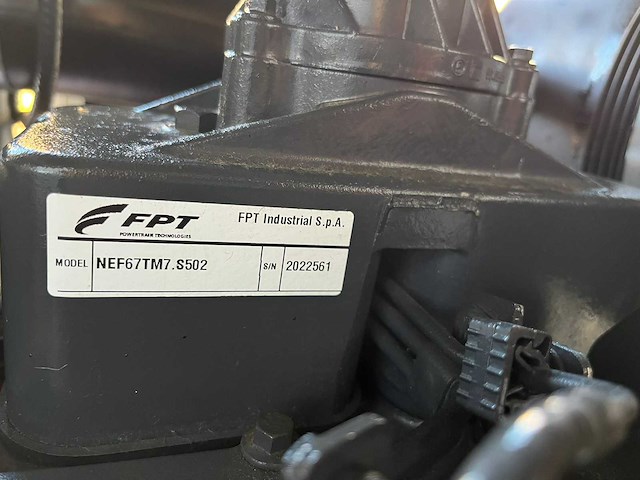 FPT
POWERTRAIN TECHNOLOGIES
FPT Industrial S.p.A.
MODEL NEF67TM7.S502 S/N 2022561